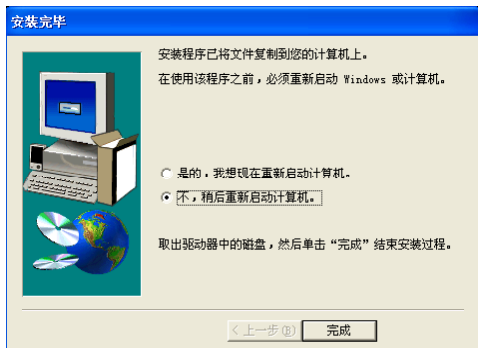 安装完毕
安装程序已将文件复制到您的计算机上。
在使用该程序之前，必须重新启动 Windows 或计算机。
是的，我想现在重新启动计算机。
不，稍后重新启动计算机。
取出驱动器中的磁盘，然后单击“完成”结束安装过程。
< 上一步(B)
完成